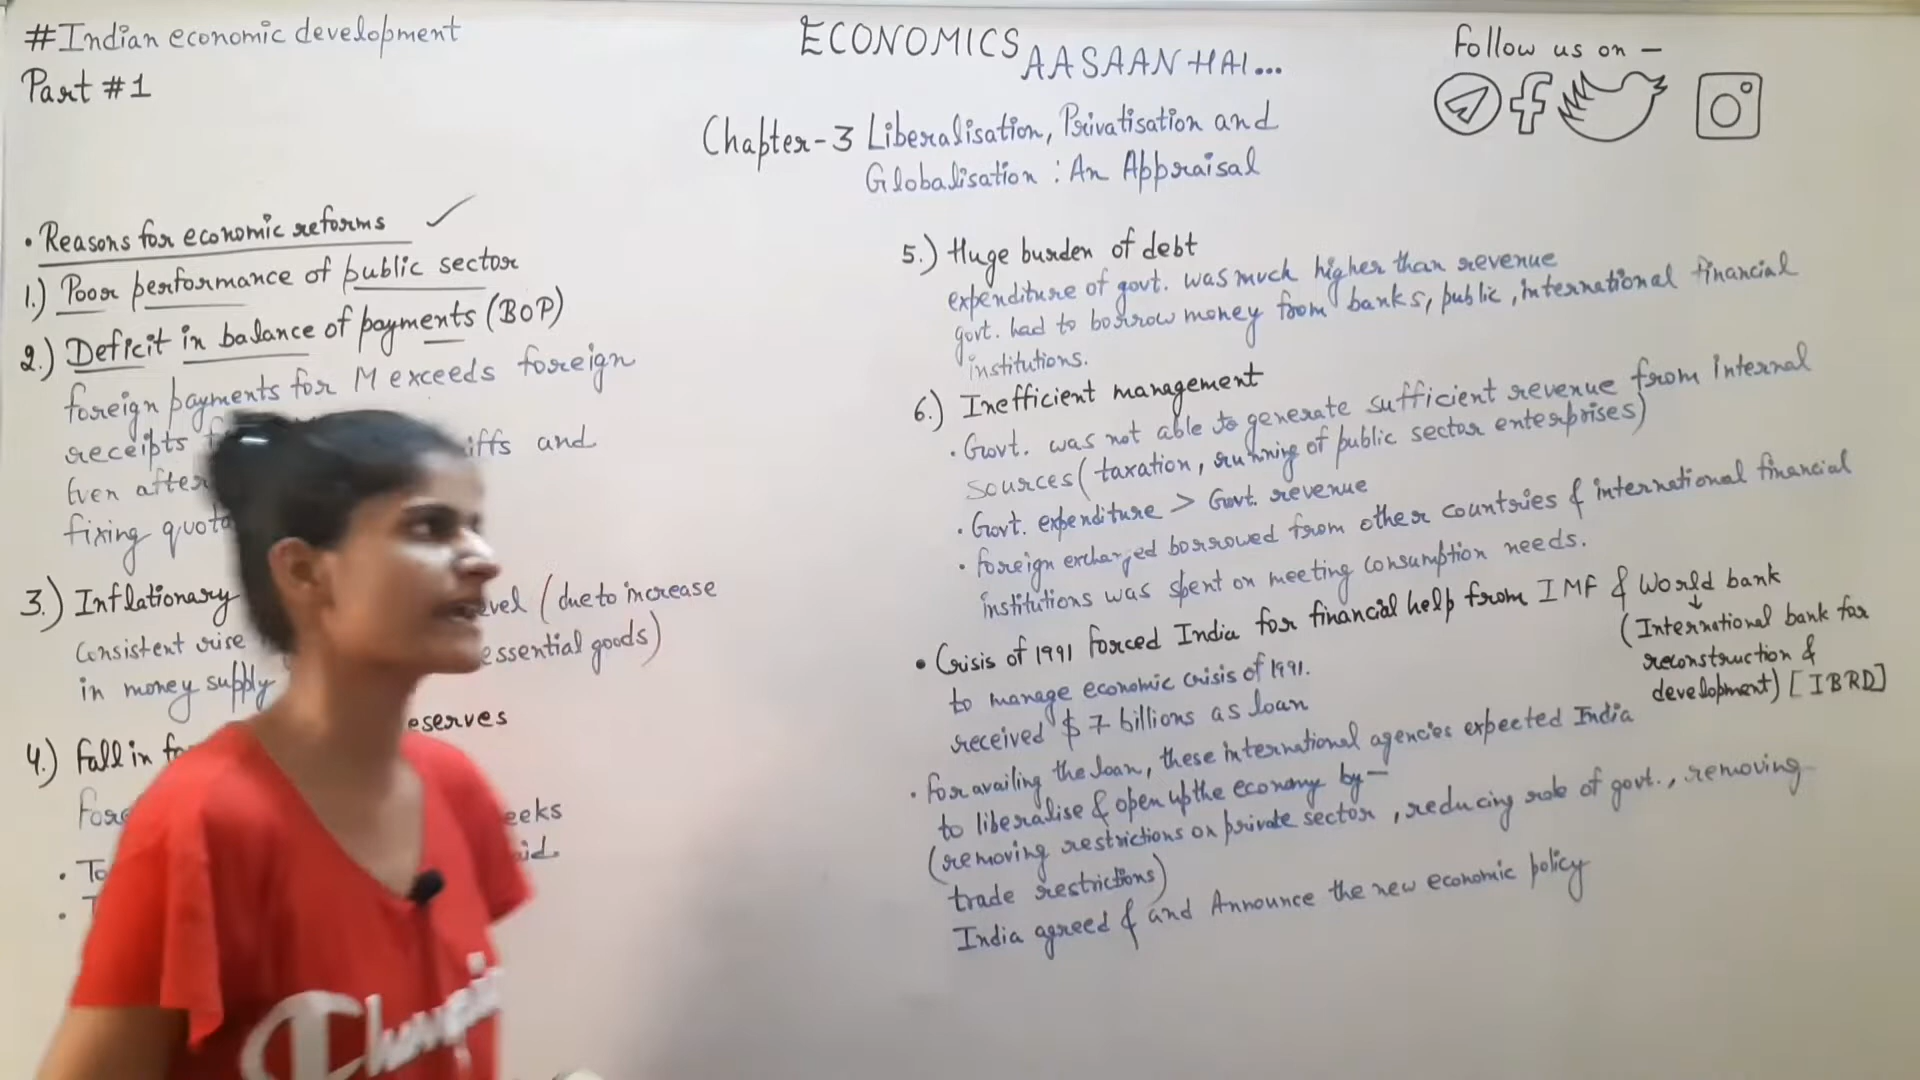 #Indian economic development
Part #1
ECONOMICS
AASAAN HAI...
Follow us on –
Chapter-3 Liberalisation, Privatisation and
Globalisation : An Appraisal
• Reasons for economic reforms ✓
1.) Poor performance of public sector
2.) Deficit in balance of payments (BOP)
foreign payments for M exceeds foreign
receipts iffs and
Even after
fixing quota
3.) Inflationary evel (due to increase
Consistent rise essential goods)
in money supply
4.) Fall in eserves
eeks
• To aid
5.) Huge burden of debt
expenditure of govt. was much higher than revenue
govt. had to borrow money from banks, public, international financial
institutions.
6.) Inefficient management
• Govt. was not able to generate sufficient revenue from internal
sources (taxation, running of public sector enterprises)
• Govt. expenditure > Govt. revenue
• foreign exchanged borrowed from other countries & international financial
institutions was spent on meeting consumption needs.
• Crisis of 1991 forced India for financial help from IMF & World bank
(International bank for
reconstruction &
development) [IBRD]
to manage economic crisis of 1991.
received $ 7 billions as loan
• For availing the loan, these international agencies expected India
to liberalise & open up the economy by –
(removing restrictions on private sector, reducing role of govt., removing
trade restrictions)
India agreed & and Announce the new economic policy
Champion